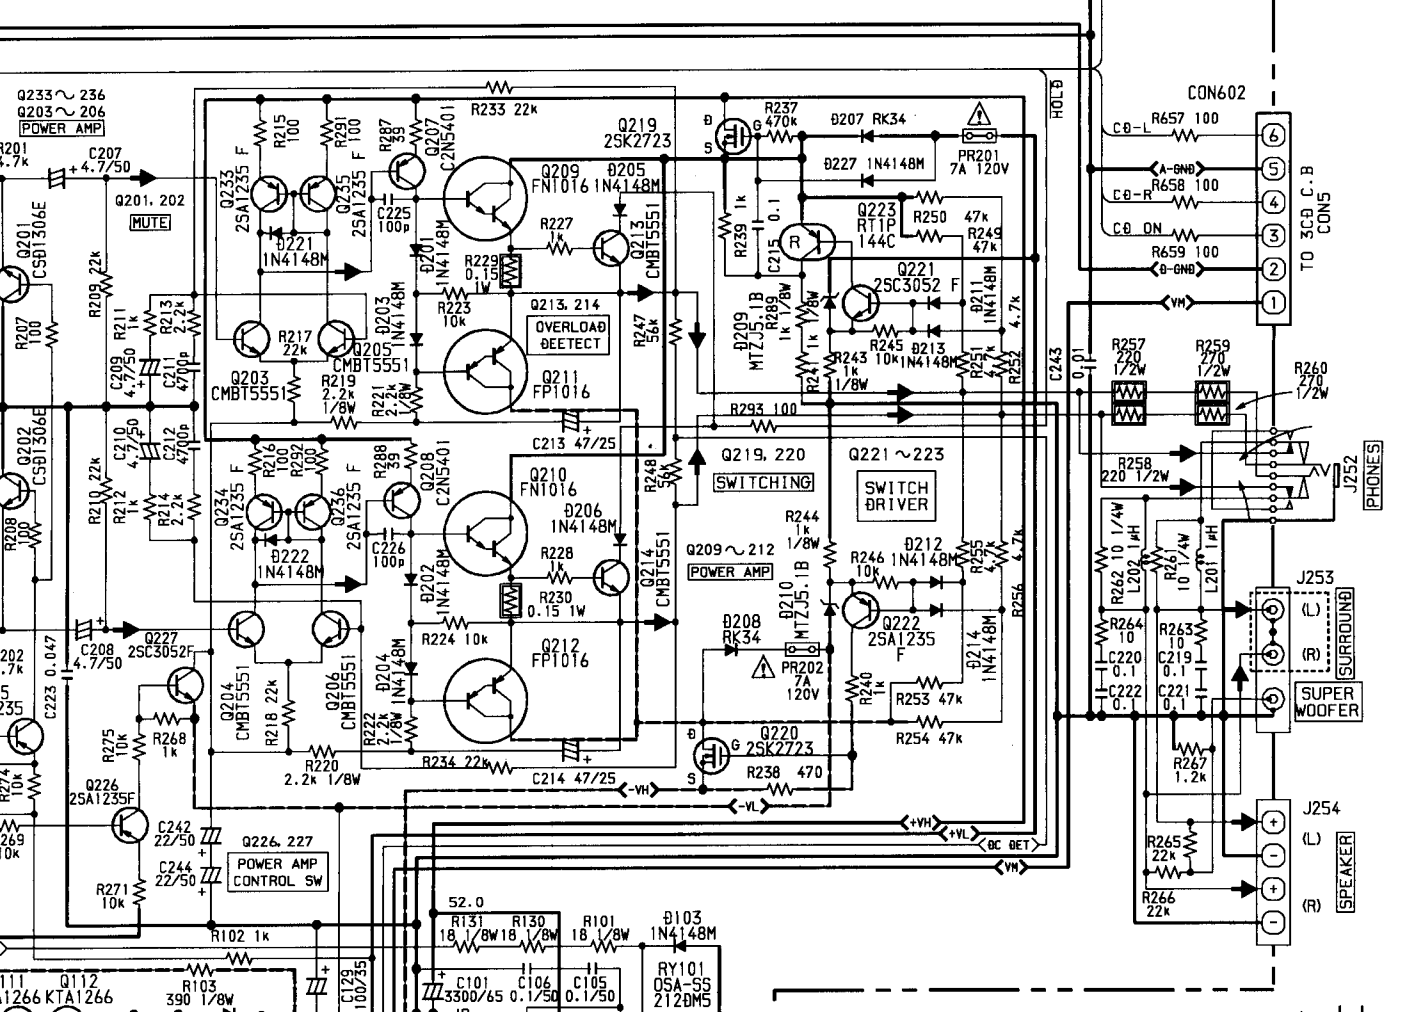 Q233~236
Q203~206
POWER AMP
R201
4.7k
C207
4.7/50
Q201, 202
MUTE
Q201
CSD1306E
R207
100
R209 22k
R211
1k
R213
2.2k
C209
4.7/50
C211
4700p
Q202
CSD1306E
C210
4.7/50
C212
4700p
R210 22k
R212
1k
R214
2.2k
R208
100
C208
4.7/50
Q227
2SC3052F
C223 0.047
R275
10k
R268
1k
Q226
2SA1235F
R274
10k
R271
10k
C242
22/50
C244
22/50
Q226, 227
POWER AMP
CONTROL SW
R102 1k
R103
390 1/8W
Q112
KTA1266
C129
100/35
R215
100
R291
100
R287
39
Q207
C2N5401
R233 22k
Q233
2SA1235 F
Q235
2SA1235 F
D221
1N4148M
C225
100p
D201
1N4148M
D203
1N4148M
R217
22k
Q203
CMBT5551
Q205
CMBT5551
R219
2.2k
1/8W
R221
2.2k
1/8W
Q209
FN1016
R227
1k
R229
0.15
1W
R223
10k
Q211
FP1016
C213 47/25
Q219
2SK2723
D205
1N4148M
Q213
CMBT5551
Q213, 214
OVERLOAD
DEETECT
R247
56k
R216
100
R292
100
R288
39
Q208
C2N5401
Q234
2SA1235 F
Q236
2SA1235 F
D222
1N4148M
C226
100p
D202
1N4148M
D204
1N4148M
Q204
CMBT5551
Q206
CMBT5551
R218 22k
R220
2.2k 1/8W
R222
2.2k
1/8W
R224 10k
Q210
FN1016
D206
1N4148M
R228
1k
R230
0.15 1W
Q214
CMBT5551
Q212
FP1016
R234 22k
C214 47/25
R248
56k
D
G
S
R237
470k
D207 RK34
PR201
7A 120V
D227 1N4148M
R239 1k
C215 0.1
R
Q223
RT1P
144C
R250
47k
R249
47k
Q221
2SC3052 F
D209
MTZJ5.1B
R289
1k 1/8W
R241
1k 1/8W
R243
1k
1/8W
R245
10k
D211
1N4148M
D213
1N4148M
R251
4.7k
R252
4.7k
R293 100
Q219, 220
SWITCHING
Q221~223
SWITCH
DRIVER
Q209~212
POWER AMP
R244
1k
1/8W
D210
MTZJ5.1B
R246
10k
D212
1N4148M
R255
4.7k
R256
4.7k
Q222
2SA1235
F
D214
1N4148M
D208
RK34
PR202
7A
120V
R240
1k
R253 47k
R254 47k
Q220
2SK2723
D
G
S
R238 470
-VH
-VL
+VH
+VL
DC DET
VM
HOLD
52.0
R131
18 1/8W
R130
18 1/8W
R101
18 1/8W
D103
1N4148M
C101
3300/65
C106
0.1/50
C105
0.1/50
RY101
OSA-SS
212DM5
CON602
CD-L
R657 100
A-GND
R658 100
CD-R
CD ON
R659 100
D-GND
VM
6
5
4
3
2
1
TO 3CD C.B
CON5
C243
0.01
R257
220
1/2W
R259
270
1/2W
R260
270
1/2W
R258
220 1/2W
J252
PHONES
R262 10 1/4W
L202 1μH
R261
10 1/4W
L201 1μH
R264
10
R263
10
C220
0.1
C219
0.1
C222
0.1
C221
0.1
J253
(L)
(R)
SURROUND
SUPER
WOOFER
R267
1.2k
R265
22k
R266
22k
J254
+
(L)
-
+
(R)
-
SPEAKER